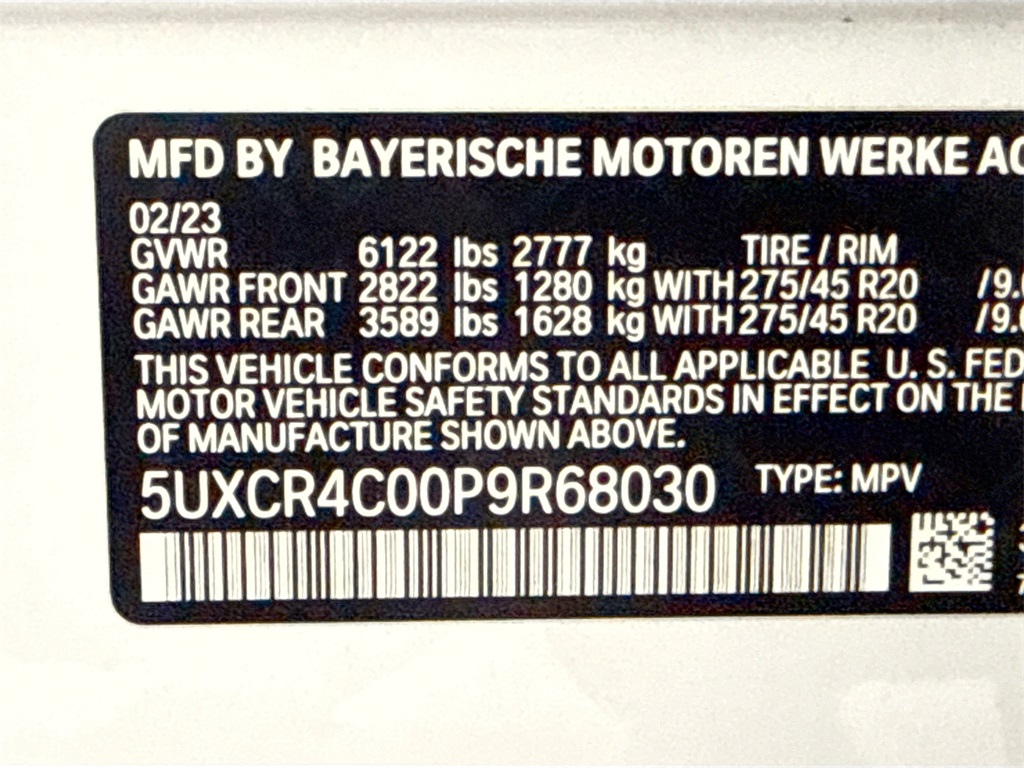 MFD BY BAYERISCHE MOTOREN WERKE AG
02/23
GVWR 6122 lbs 2777 kg TIRE / RIM
GAWR FRONT 2822 lbs 1280 kg WITH 275/45 R20 /9.
GAWR REAR 3589 lbs 1628 kg WITH 275/45 R20 /9.
THIS VEHICLE CONFORMS TO ALL APPLICABLE U. S. FED
MOTOR VEHICLE SAFETY STANDARDS IN EFFECT ON THE
OF MANUFACTURE SHOWN ABOVE.
5UXCR4C00P9R68030 TYPE: MPV